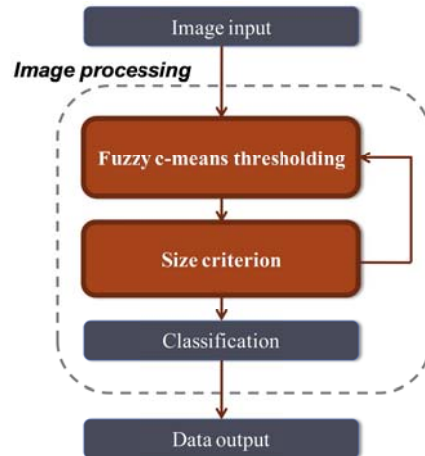 Image input
Image processing
Fuzzy c-means thresholding
Size criterion
Classification
Data output